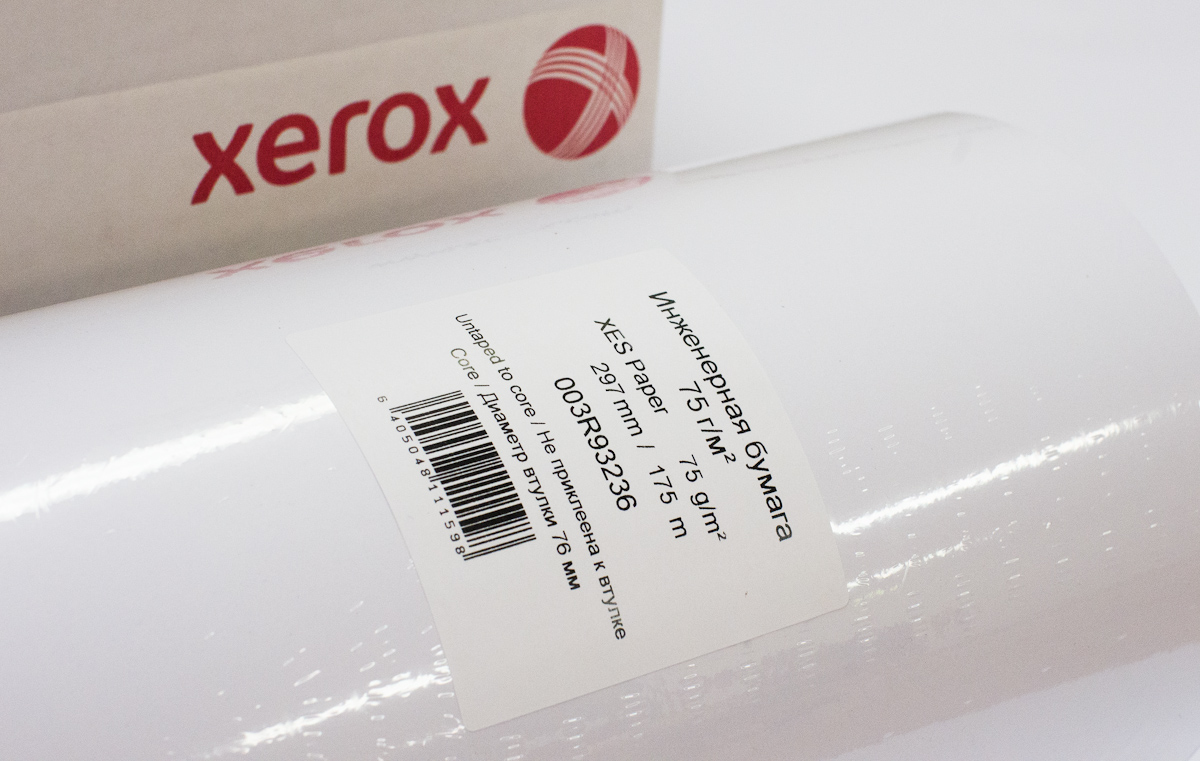 xerox
Инженерная бумага
75 г/м²
XES Paper 75 g/m²
297 mm / 175 m
003R93236
Untaped to core / Не приклеена к втулке
Core / Диаметр втулки 76 мм
6 405048 111598